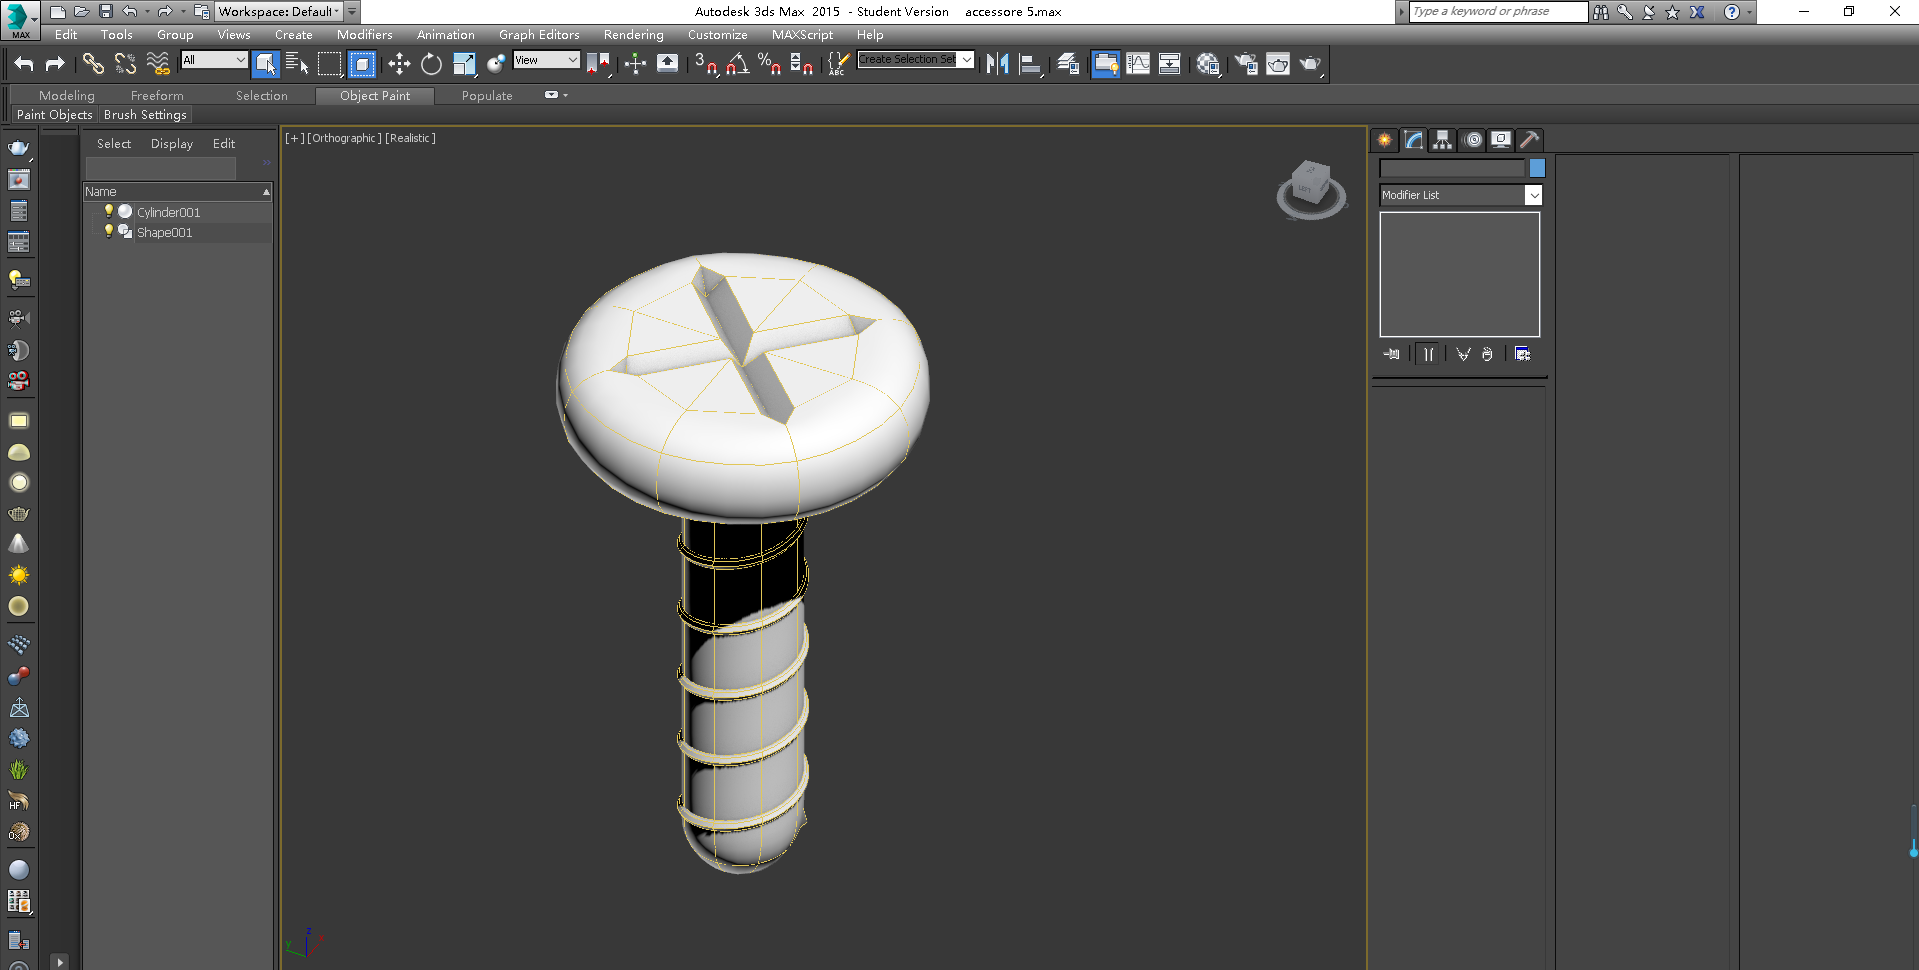 Workspace: Default
Autodesk 3ds Max 2015 - Student Version accessore 5.max
Type a keyword or phrase
MAX
Edit Tools Group Views Create Modifiers Animation Graph Editors Rendering Customize MAXScript Help
All
View
3
%
ABC
Create Selection Set
Modeling Freeform Selection Object Paint Populate
Paint Objects Brush Settings
Select Display Edit
[+] [Orthographic] [Realistic]
Name
Modifier List
Cylinder001
Shape001
HF
z
y